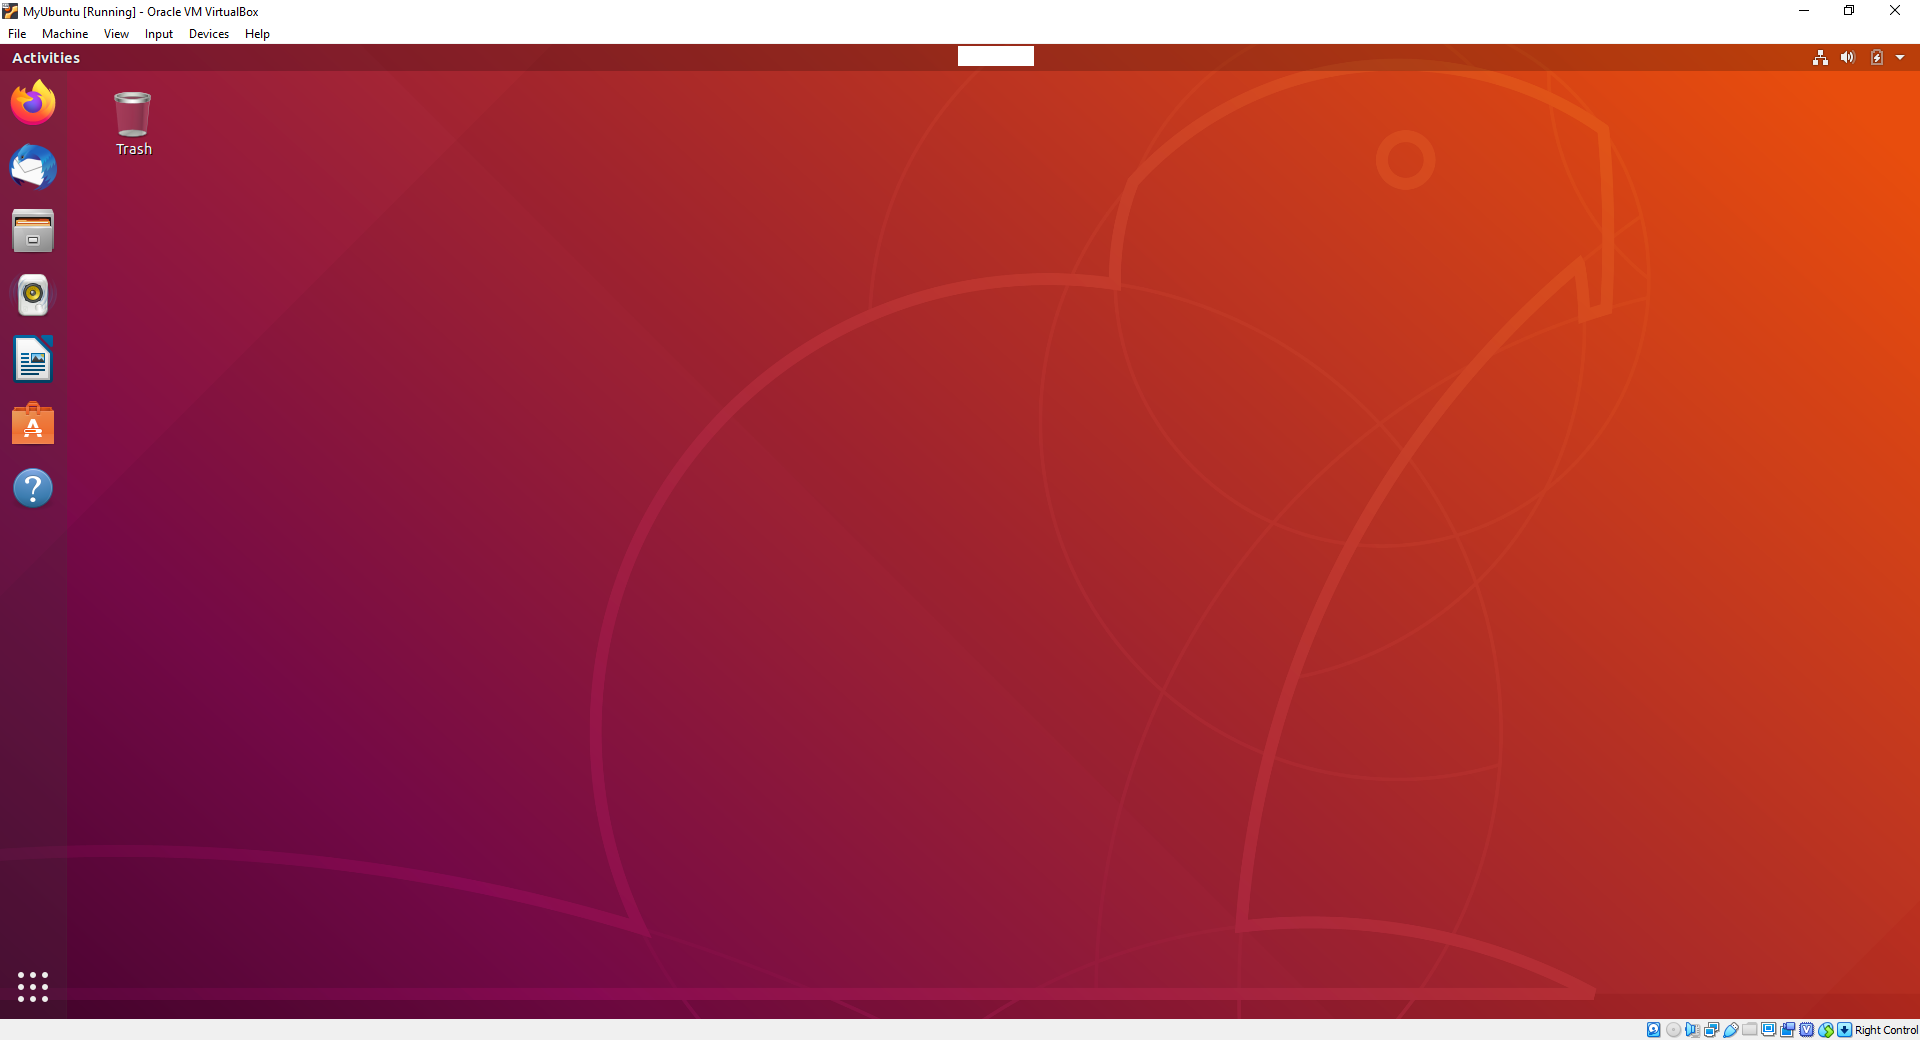 MyUbuntu [Running] - Oracle VM VirtualBox
File Machine View Input Devices Help
Activities
Trash
Right Control